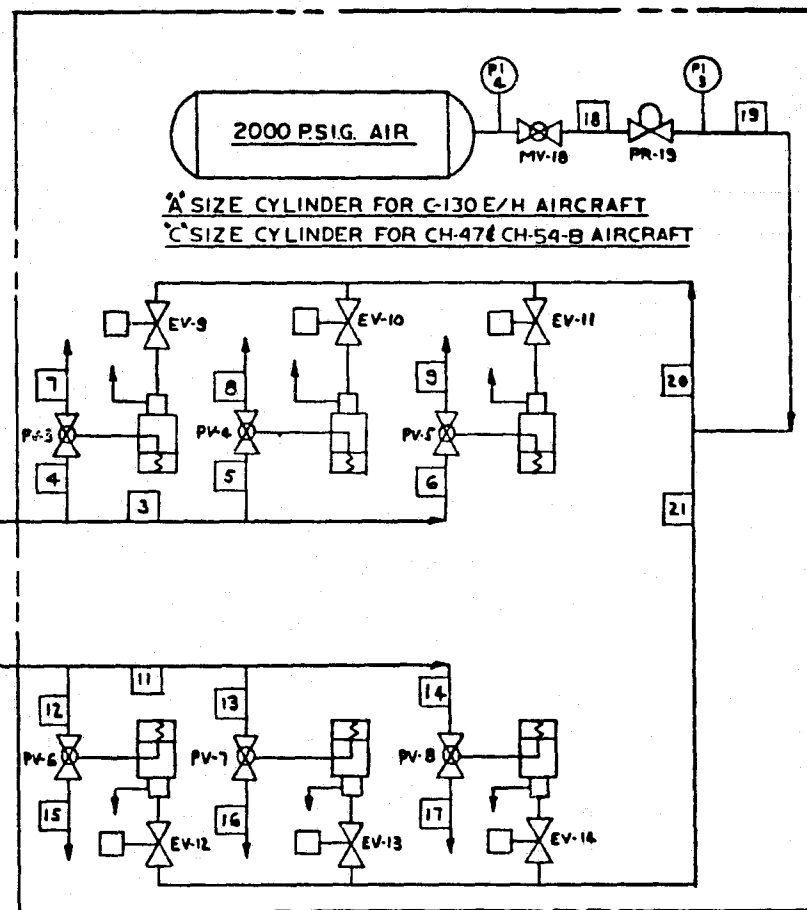 PI 4
PI 3
2000 P.S.I.G. AIR
18
19
MV-18
PR-19
"A" SIZE CYLINDER FOR C-130 E/H AIRCRAFT
"C" SIZE CYLINDER FOR CH-47 & CH-54-B AIRCRAFT
EV-9
EV-10
EV-11
7
8
9
20
PV-3
PV-4
PV-5
4
5
6
3
21
11
12
13
14
PV-6
PV-7
PV-8
15
16
17
EV-12
EV-13
EV-14